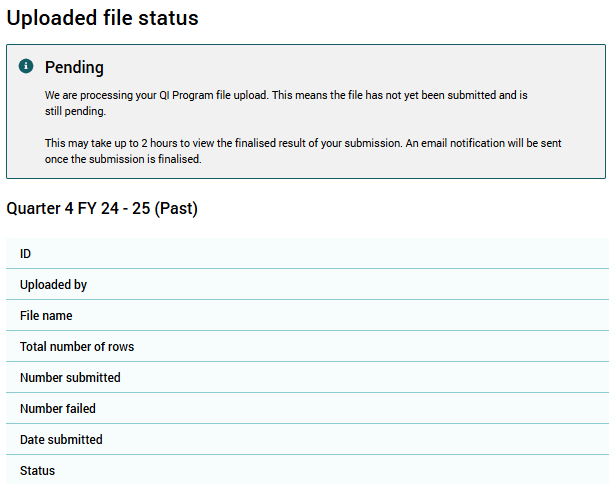 Uploaded file status
Pending
We are processing your QI Program file upload. This means the file has not yet been submitted and is
still pending.
This may take up to 2 hours to view the finalised result of your submission. An email notification will be sent
once the submission is finalised.
Quarter 4 FY 24 - 25 (Past)
ID
Uploaded by
File name
Total number of rows
Number submitted
Number failed
Date submitted
Status